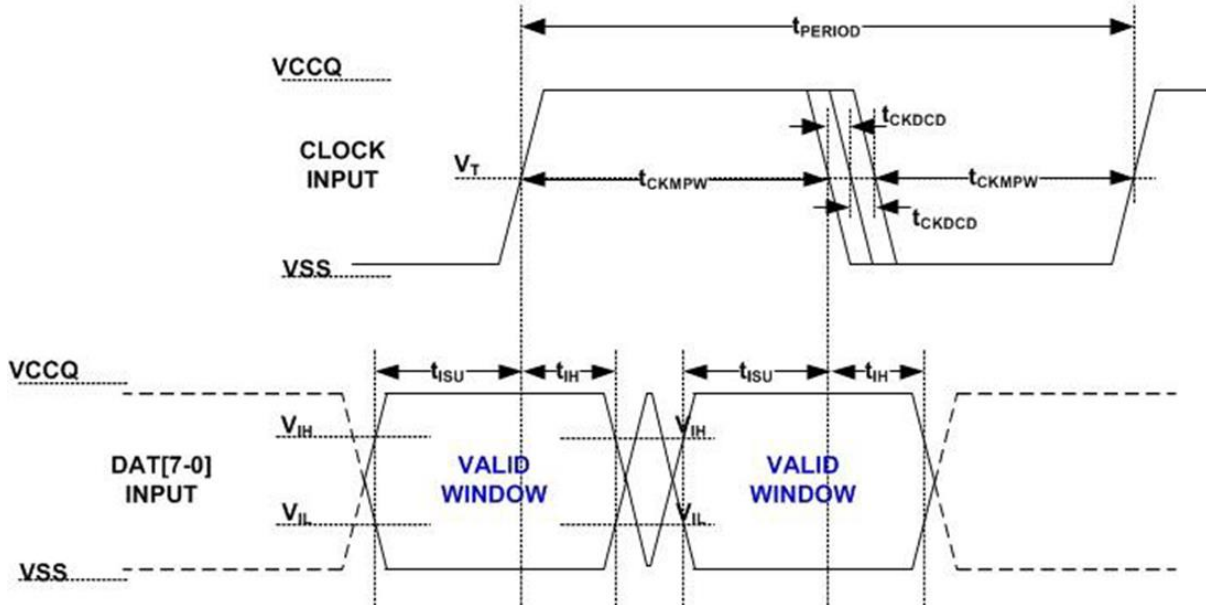 tPERIOD
VCCQ
tCKDCD
CLOCK
INPUT
VT
tCKMPW
tCKMPW
tCKDCD
VSS
VCCQ
tISU
tIH
tISU
tIH
VIH
VIH
DAT[7-0]
INPUT
VALID
WINDOW
VALID
WINDOW
VIL
VIL
VSS